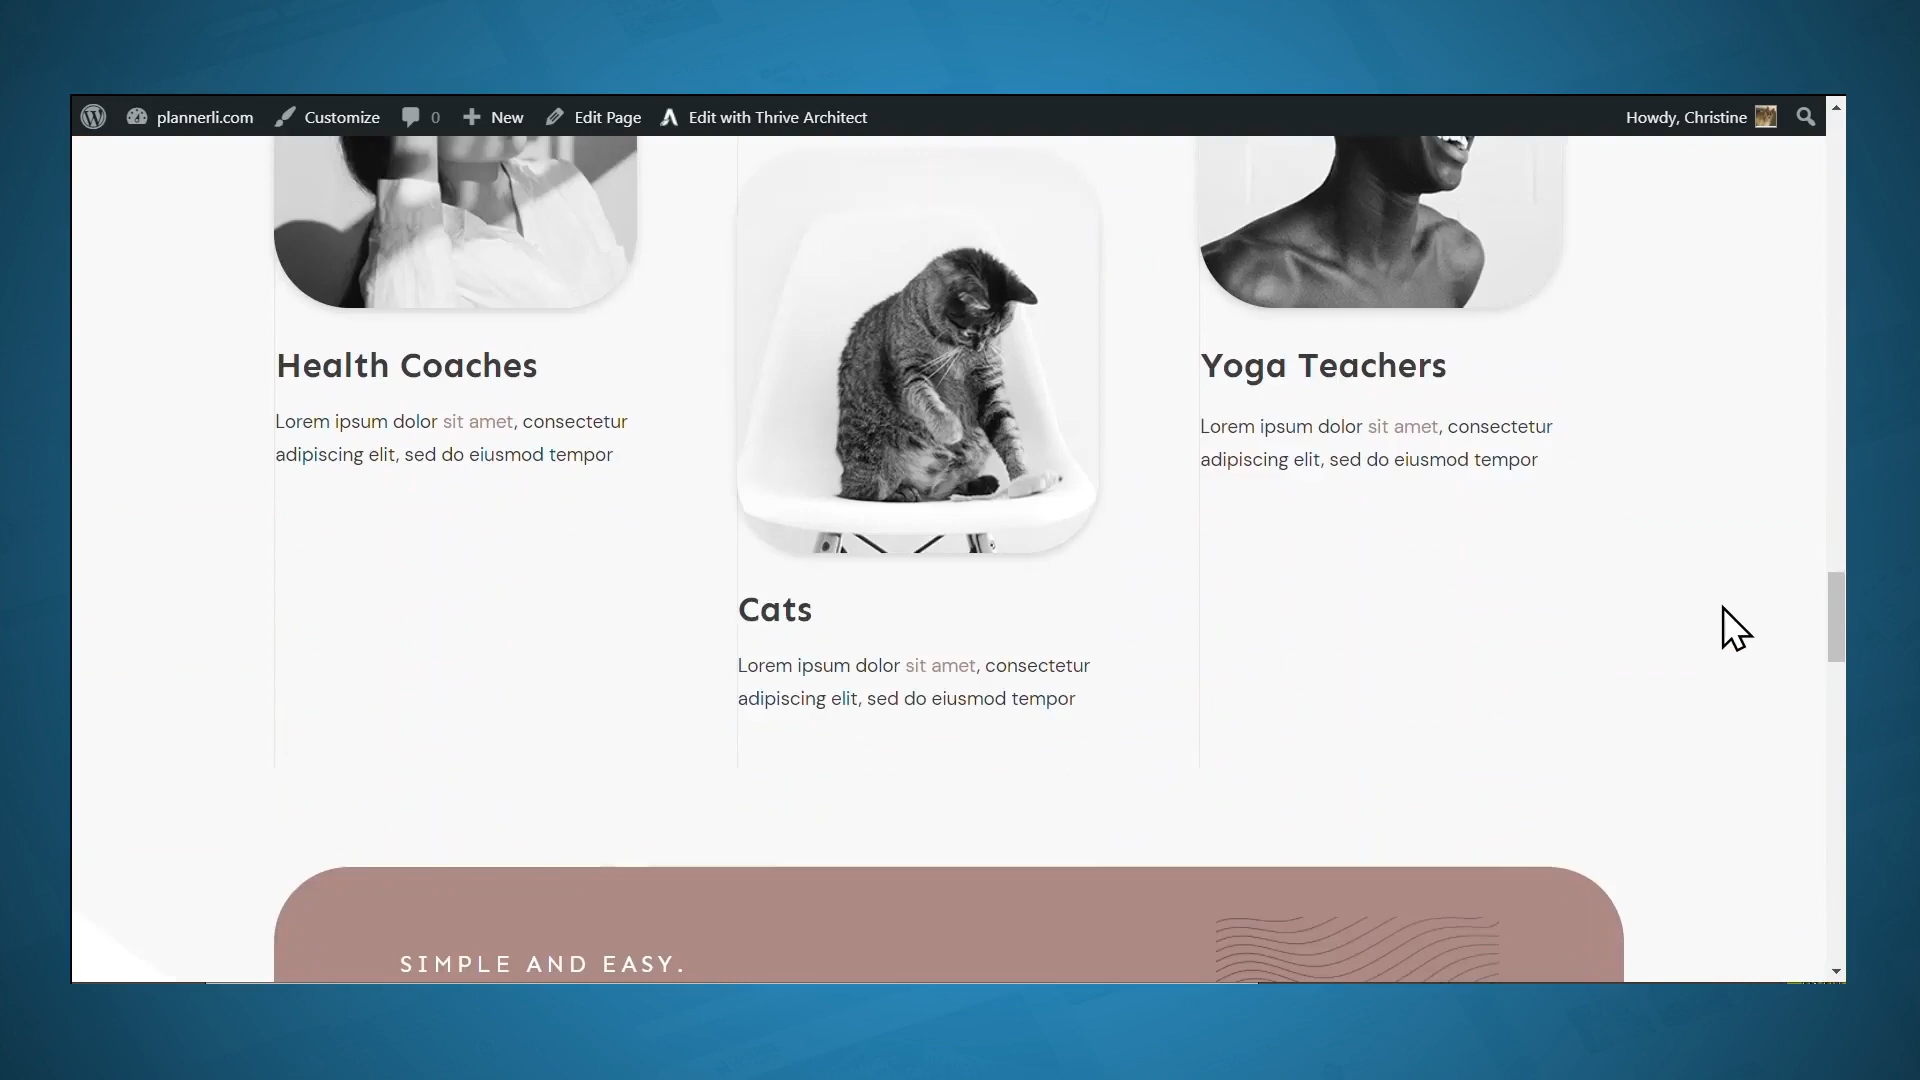 plannerli.com Customize 0 New Edit Page Edit with Thrive Architect Howdy, Christine
Health Coaches
Lorem ipsum dolor sit amet, consectetur
adipiscing elit, sed do eiusmod tempor
Cats
Lorem ipsum dolor sit amet, consectetur
adipiscing elit, sed do eiusmod tempor
Yoga Teachers
Lorem ipsum dolor sit amet, consectetur
adipiscing elit, sed do eiusmod tempor
SIMPLE AND EASY.